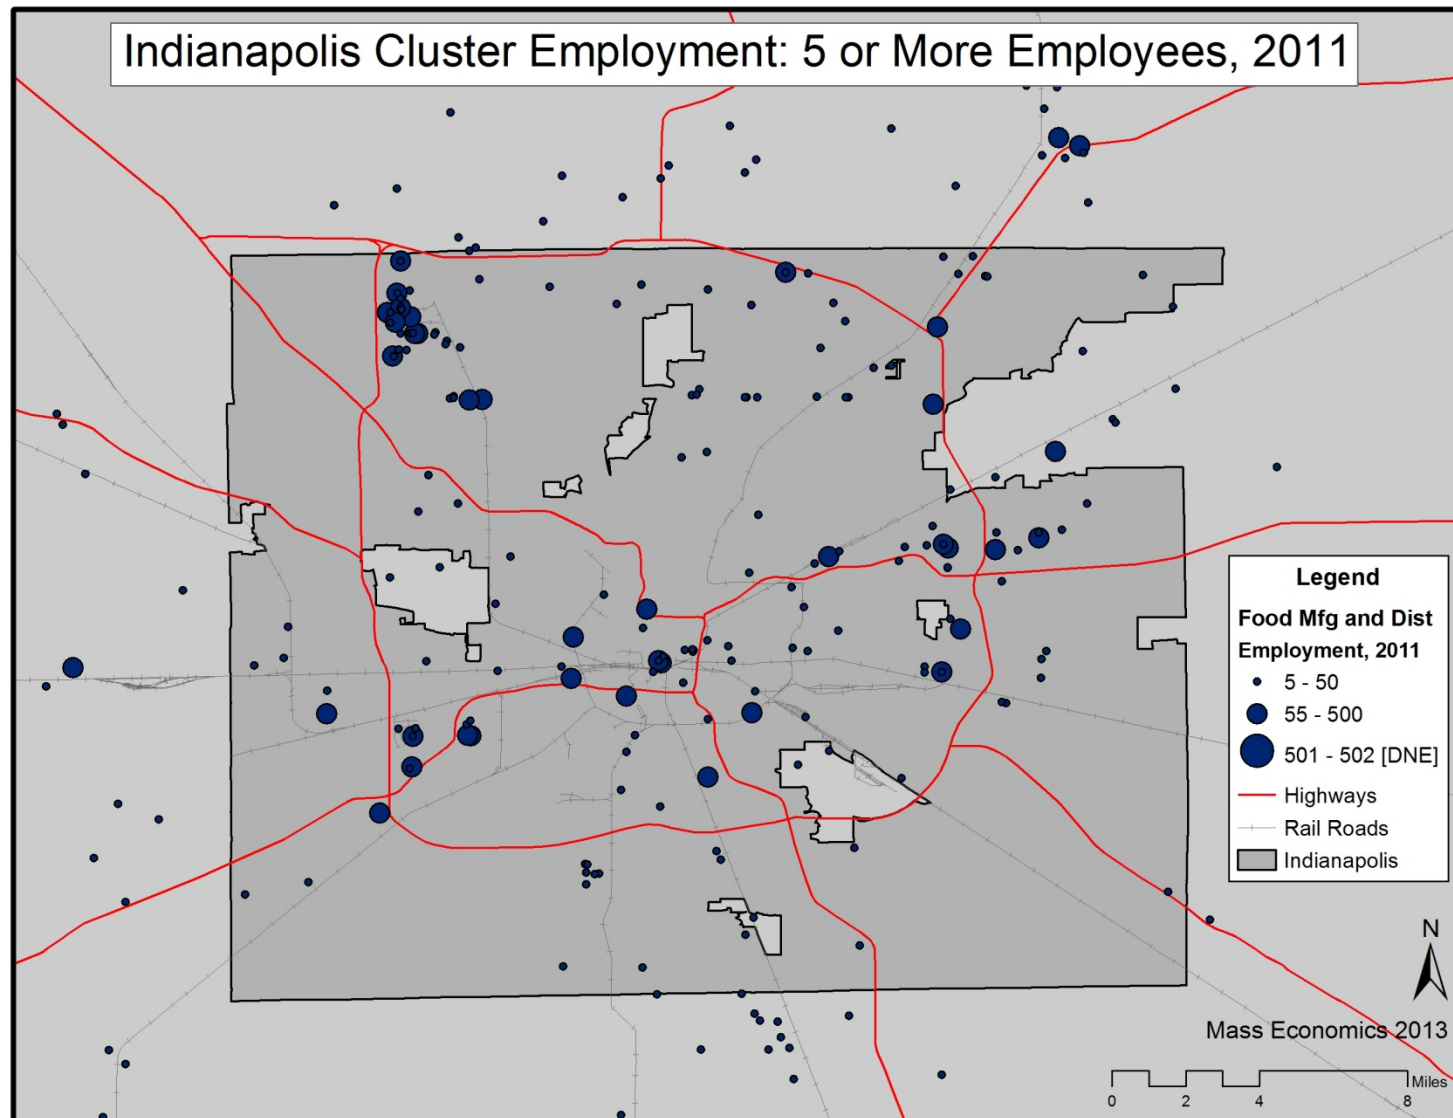 Indianapolis Cluster Employment: 5 or More Employees, 2011
Legend
Food Mfg and Dist
Employment, 2011
5 - 50
55 - 500
501 - 502 [DNE]
Highways
Rail Roads
Indianapolis
N
Mass Economics 2013
Miles
0 2 4 8